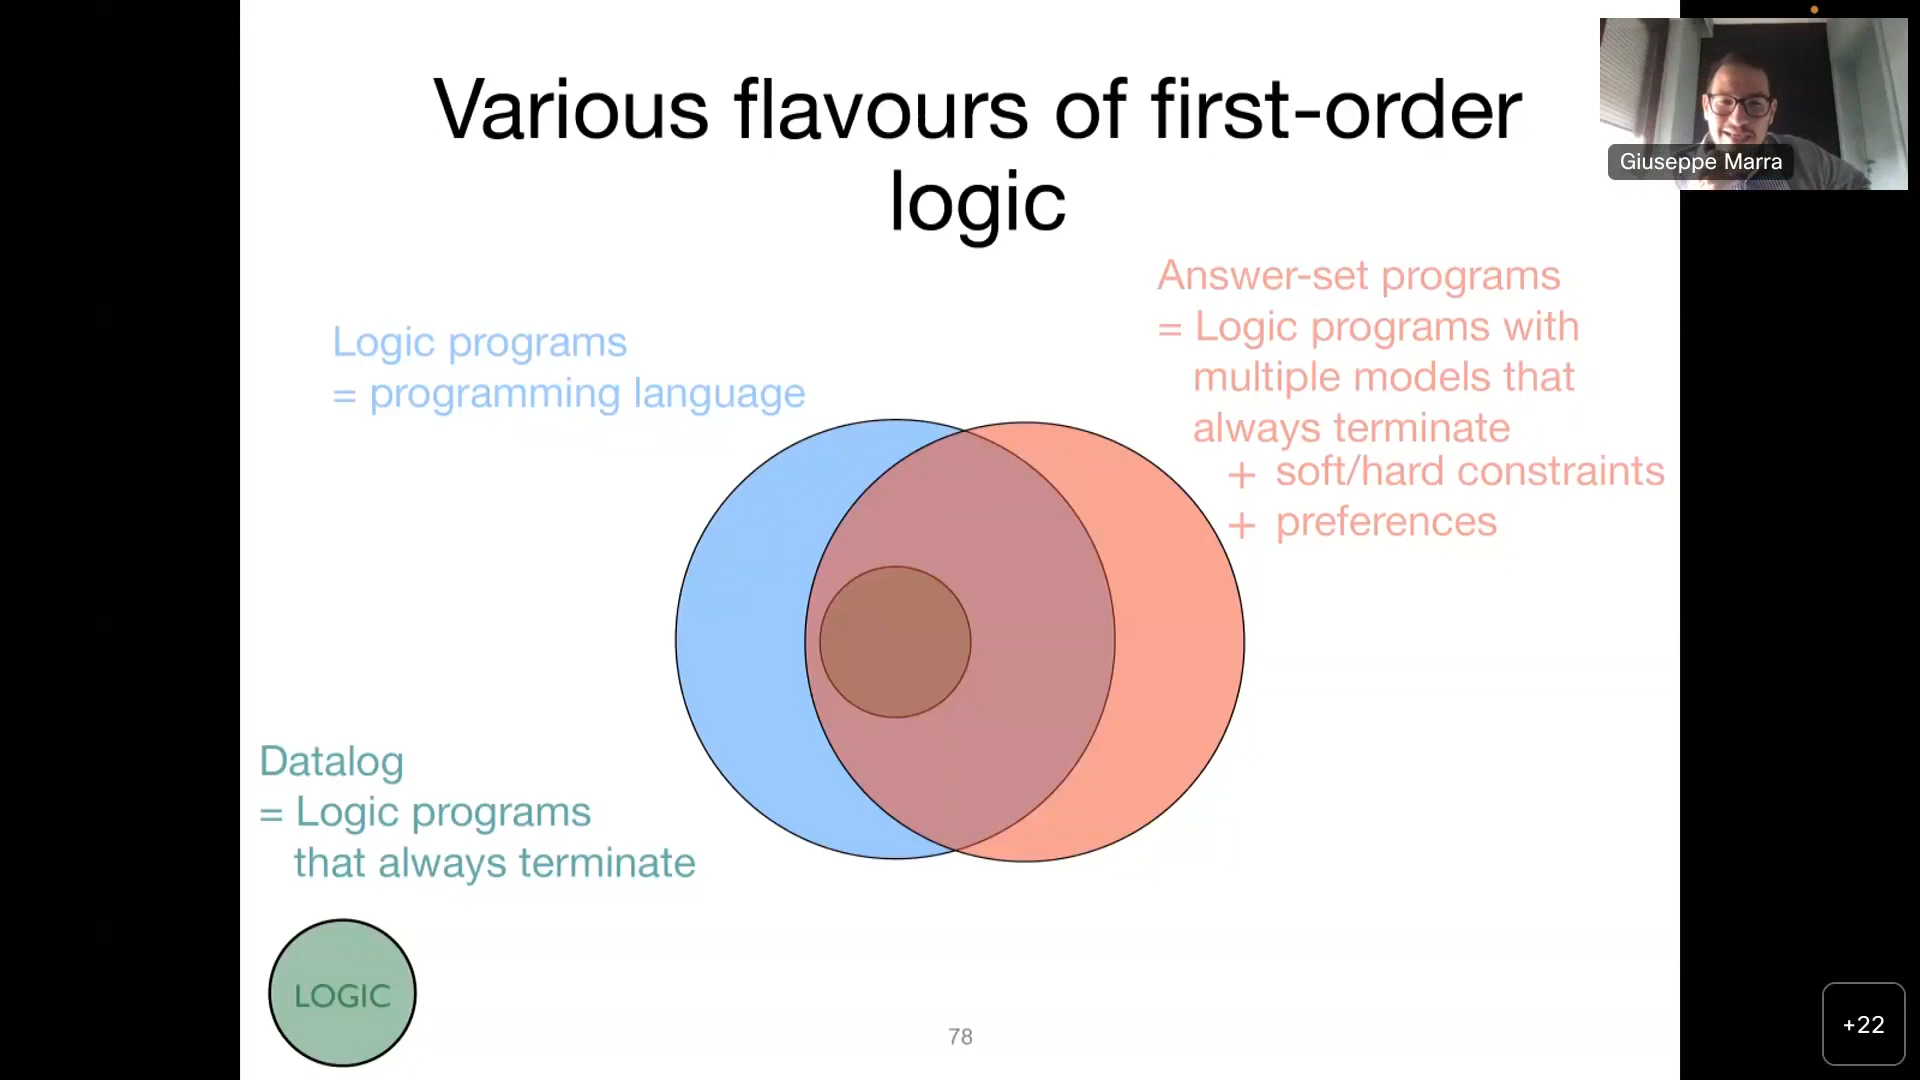 Various flavours of first-order
logic
Giuseppe Marra
Logic programs
= programming language
Answer-set programs
= Logic programs with
multiple models that
always terminate
+ soft/hard constraints
+ preferences
Datalog
= Logic programs
that always terminate
LOGIC
78
+22